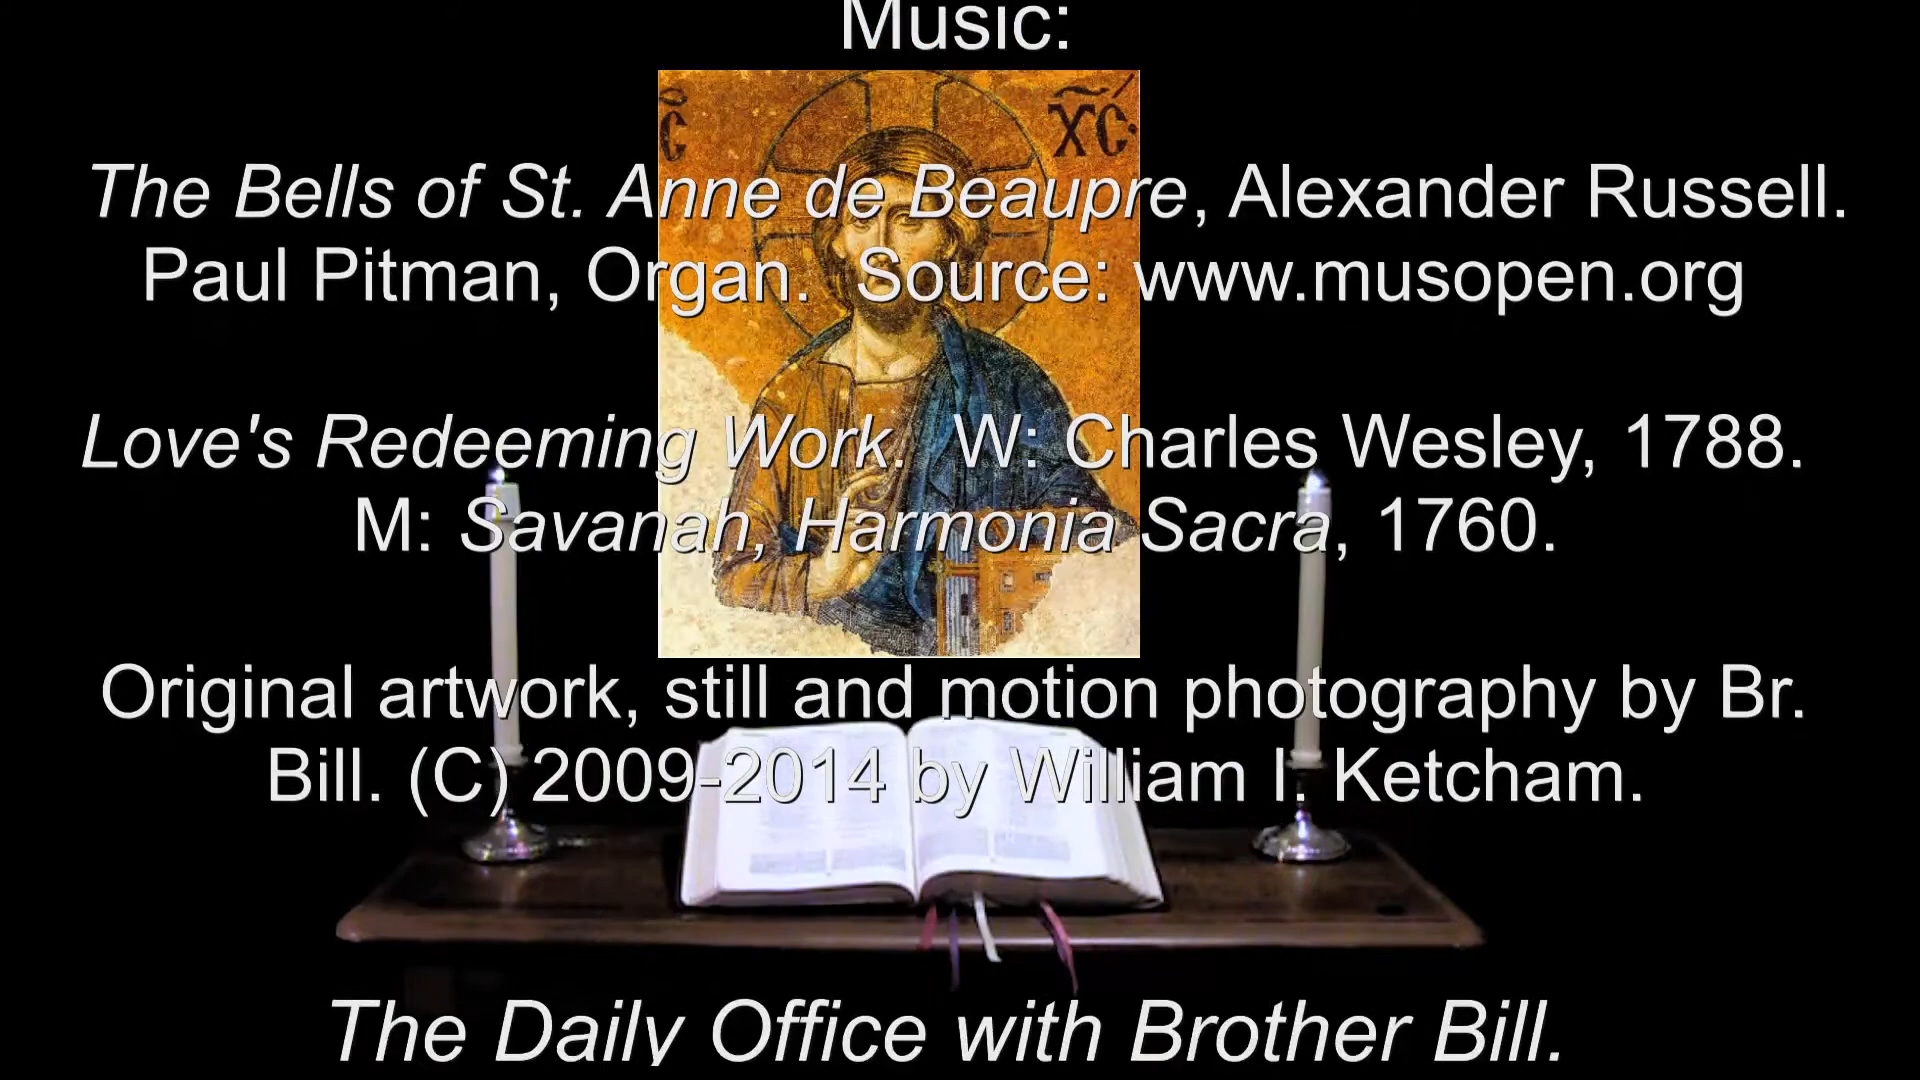 Music:
C
XC
The Bells of St. Anne de Beaupre, Alexander Russell.
Paul Pitman, Organ. Source: www.musopen.org
Love's Redeeming Work. W: Charles Wesley, 1788.
M: Savanah, Harmonia Sacra, 1760.
Original artwork, still and motion photography by Br.
Bill. (C) 2009-2014 by William I. Ketcham.
The Daily Office with Brother Bill.